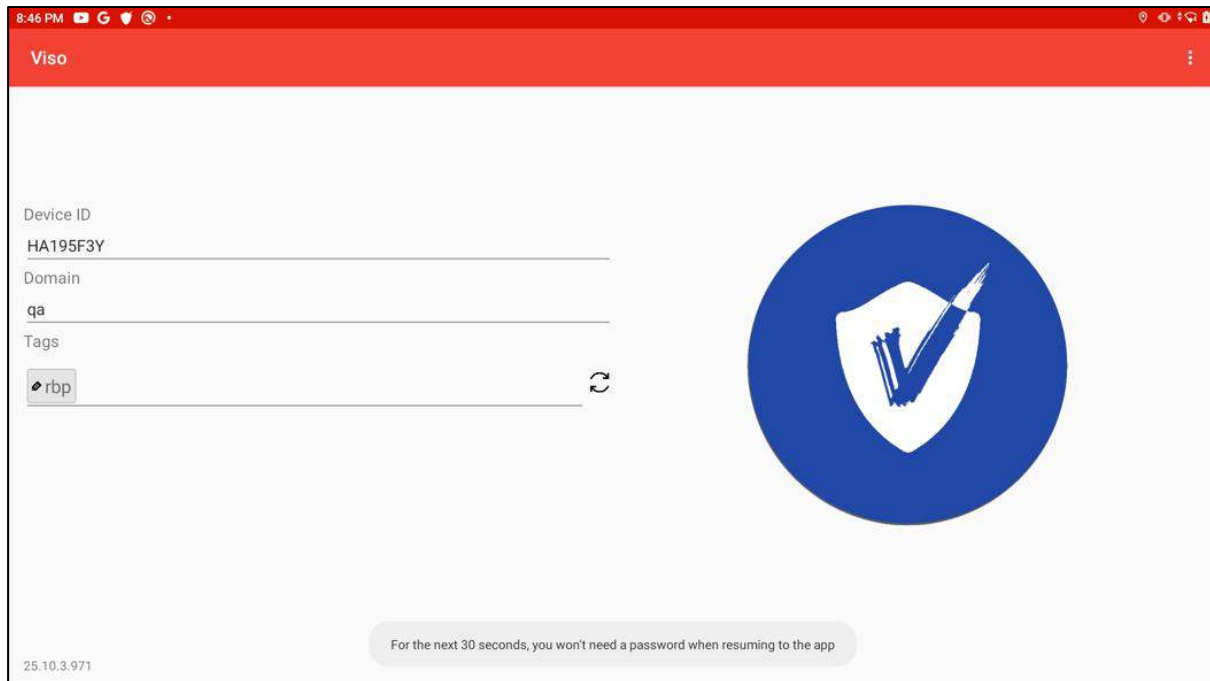 8:46 PM
Viso
Device ID
HA195F3Y
Domain
qa
Tags
rbp
For the next 30 seconds, you won't need a password when resuming to the app
25.10.3.971